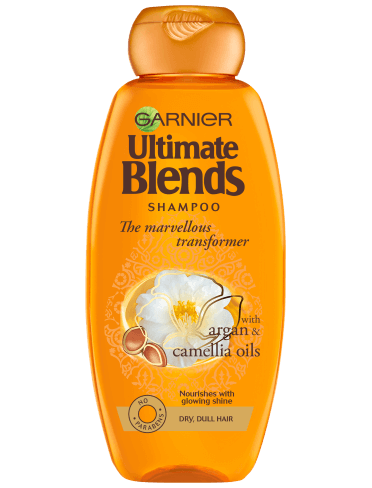 GARNIER
Ultimate
Blends
SHAMPOO
The marvellous
transformer
with
argan &
camellia oils
Nourishes with
glowing shine
NO
PARABENS
DRY, DULL HAIR